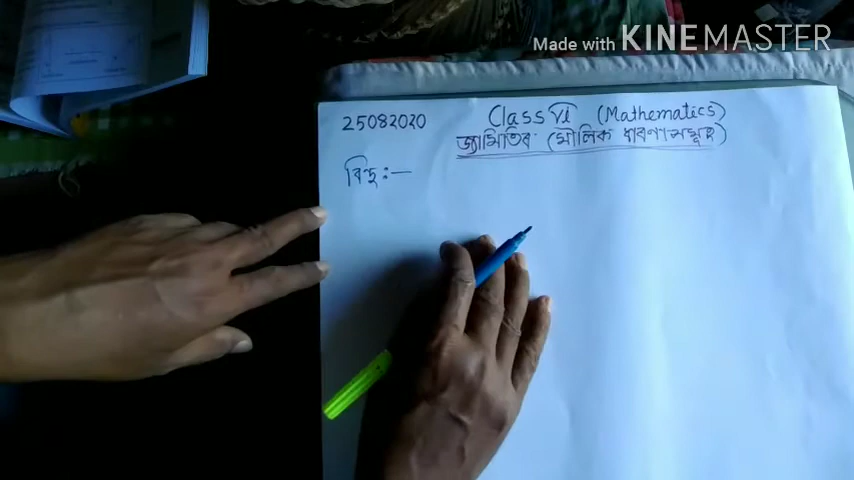 Made with KINEMASTER
25082020 Class VI (Mathematics)
জ্যামিতিৰ (মৌলিক ধাৰণাসমূহ)
বিন্দু :—